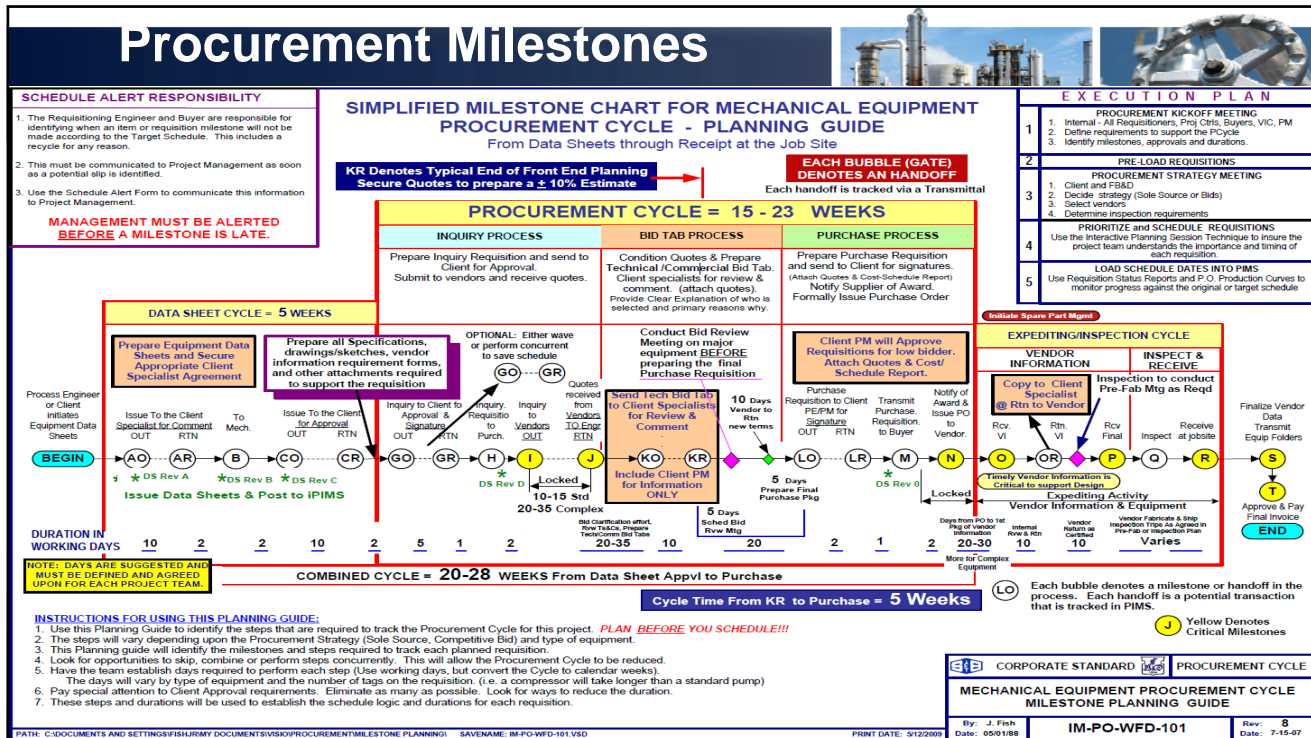 Procurement Milestones
SCHEDULE ALERT RESPONSIBILITY
1. The Requisitioning Engineer and Buyer are responsible for
identifying when an item or requisition milestone will not be
made according to the Target Schedule. This includes a
recycle for any reason.
2. This must be communicated to Project Management as soon
as a potential slip is identified.
3. Use the Schedule Alert Form to communicate this information
to Project Management.
MANAGEMENT MUST BE ALERTED
BEFORE A MILESTONE IS LATE.
SIMPLIFIED MILESTONE CHART FOR MECHANICAL EQUIPMENT
PROCUREMENT CYCLE - PLANNING GUIDE
From Data Sheets through Receipt at the Job Site
KR Denotes Typical End of Front End Planning
Secure Quotes to prepare a ± 10% Estimate
EACH BUBBLE (GATE)
DENOTES AN HANDOFF
Each handoff is tracked via a Transmittal
EXECUTION PLAN
1
PROCUREMENT KICKOFF MEETING
1. Internal - All Requisitioners, Proj Ctrls, Buyers, VIC, PM
2. Define requirements to support the PCycle
3. Identify milestones, approvals and durations.
2
PRE-LOAD REQUISITIONS
3
PROCUREMENT STRATEGY MEETING
1. Client and FB&D
2. Decide strategy (Sole Source or Bids)
3. Select vendors
4. Determine inspection requirements
4
PRIORITIZE and SCHEDULE REQUISITIONS
Use the Interactive Planning Session Technique to insure the
project team understands the importance and timing of
each requisition.
5
LOAD SCHEDULE DATES INTO PIMS
Use Requisition Status Reports and P.O. Production Curves to
monitor progress against the original or target schedule
PROCUREMENT CYCLE = 15 - 23 WEEKS
INQUIRY PROCESS
BID TAB PROCESS
PURCHASE PROCESS
Prepare Inquiry Requisition and send to
Client for Approval.
Submit to vendors and receive quotes.
Condition Quotes & Prepare
Technical /Commercial Bid Tab.
Client specialists for review &
comment. (attach quotes).
Provide Clear Explanation of who is
selected and primary reasons why.
Prepare Purchase Requisition
and send to Client for signatures.
(Attach Quotes & Cost-Schedule Report)
Notify Supplier of Award.
Formally Issue Purchase Order
DATA SHEET CYCLE = 5 WEEKS
Prepare Equipment Data
Sheets and Secure
Appropriate Client
Specialist Agreement
Prepare all Specifications,
drawings/sketches, vendor
information requirement forms,
and other attachments required
to support the requisition
OPTIONAL: Either wave
or perform concurrent
to save schedule
GO GR
Conduct Bid Review
Meeting on major
equipment BEFORE
preparing the final
Purchase Requisition
Client PM will Approve
Requisitions for low bidder.
Attach Quotes & Cost/
Schedule Report.
Initiate Spare Part Mgmt
EXPEDITING/INSPECTION CYCLE
VENDOR
INFORMATION
INSPECT &
RECEIVE
Copy to Client
Specialist
@ Rtn to Vendor
Inspection to conduct
Pre-Fab Mtg as Reqd
Process Engineer
or Client
Initiates
Equipment Data
Sheets
Issue To the Client
Specialist for Comment
OUT RTN
To
Mech.
Issue To the Client
for Approval
OUT RTN
Inquiry to Client fo
Approval &
Signature
OUT RTN
Inquiry.
Requisitio
to
Purch.
Inquiry
to
Vendors
OUT
Quotes
received
from
Vendors
TO Engr
RTN
Send Tech Bid Tab
to Client Specialists
for Review &
Comment
Include Client PM
for Information
ONLY
10 Days
Vendor to
Rtn
new terms
Purchase
Requisition to Client
PE/PM for
Signature
OUT RTN
Transmit
Purchase.
Requisition.
to Buyer
Notify of
Award &
Issue PO
to
Vendor.
Rcv.
VI
Rtn.
VI
Rcv
Final
Inspect
Receive
at jobsite
Finalize Vendor
Data
Transmit
Equip Folders
BEGIN AO AR B CO CR GO GR H I J KO KR LO LR M N O OR P Q R S
T
Approve & Pay
Final Invoice
END
* * DS Rev A * DS Rev B * DS Rev C
Issue Data Sheets & Post to iPIMS
* DS Rev D
Locked
10-15 Std
20-35 Complex
5 Days
Prepare Final
Purchase Pkg
5 Days
Sched Bid
Rvw Mtg
* DS Rev 0
Locked
Timely Vendor Information is
Critical to support Design
Expediting Activity
Vendor Information & Equipment
Bid Clarification effort,
Rvw Ts&Cs, Prepare
Tech/Comm Bid Tabs
Days from PO to 1st
Pkg of Vendor
Information
Internal
Rvw & Rtn
Vendor
Return as
Certified
Vendor Fabricate & Ship
Inspection Trips As Agreed in
Pre-Fab or Inspection Plan
DURATION IN
WORKING DAYS
10 2 2 10 2 5 1 2 20-35 10 20 2 1 2 20-30 10 10 Varies
More for Complex
Equipment
NOTE: DAYS ARE SUGGESTED AND
MUST BE DEFINED AND AGREED
UPON FOR EACH PROJECT TEAM.
COMBINED CYCLE = 20-28 WEEKS From Data Sheet Appvl to Purchase
Cycle Time From KR to Purchase = 5 Weeks
LO
Each bubble denotes a milestone or handoff in the
process. Each handoff is a potential transaction
that is tracked in PIMS.
J
Yellow Denotes
Critical Milestones
INSTRUCTIONS FOR USING THIS PLANNING GUIDE:
1. Use this Planning Guide to identify the steps that are required to track the Procurement Cycle for this project. PLAN BEFORE YOU SCHEDULE!!!
2. The steps will vary depending upon the Procurement Strategy (Sole Source, Competitive Bid) and type of equipment.
3. This Planning guide will identify the milestones and steps required to track each planned requisition.
4. Look for opportunities to skip, combine or perform steps concurrently. This will allow the Procurement Cycle to be reduced.
5. Have the team establish days required to perform each step (Use working days, but convert the Cycle to calendar weeks).
The days will vary by type of equipment and the number of tags on the requisition. (i.e. a compressor will take longer than a standard pump)
6. Pay special attention to Client Approval requirements. Eliminate as many as possible. Look for ways to reduce the duration.
7. These steps and durations will be used to establish the schedule logic and durations for each requisition.
CORPORATE STANDARD
PROCUREMENT CYCLE
MECHANICAL EQUIPMENT PROCUREMENT CYCLE
MILESTONE PLANNING GUIDE
By: J. Fish
Date: 05/01/88
IM-PO-WFD-101
Rev: 8
Date: 7-15-07
PATH: C:\DOCUMENTS AND SETTINGS\FISHJR\MY DOCUMENTS\VISIO\PROCUREMENT\MILESTONE PLANNING\ SAVENAME: IM-PO-WFD-101.VSD
PRINT DATE: 5/12/2009